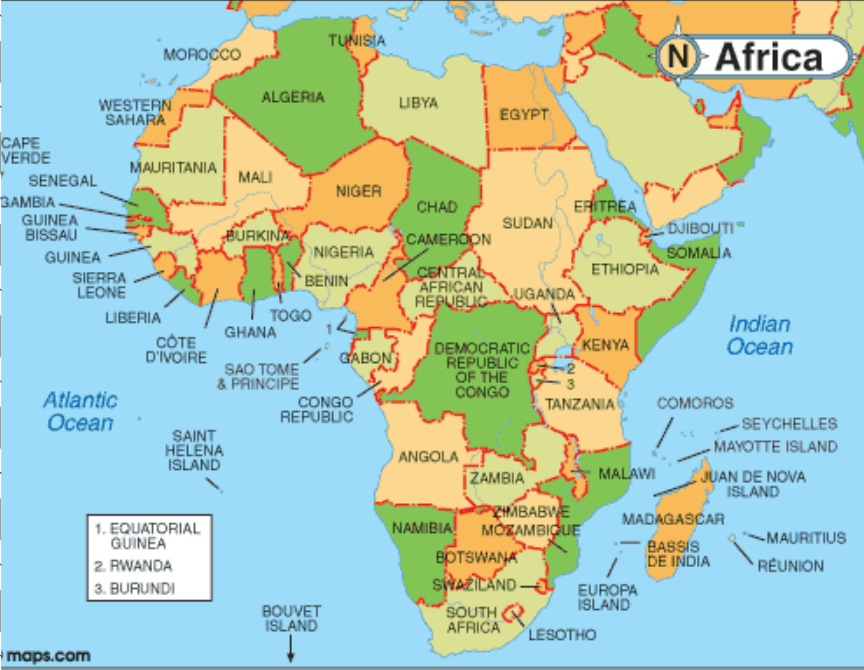 N Africa
MOROCCO
TUNISIA
ALGERIA
LIBYA
EGYPT
WESTERN
SAHARA
CAPE
VERDE
MAURITANIA
MALI
NIGER
CHAD
SUDAN
ERITREA
SENEGAL
GAMBIA
GUINEA
BISSAU
GUINEA
SIERRA
LEONE
LIBERIA
CÔTE
D'IVOIRE
BURKINA
GHANA
TOGO
BENIN
NIGERIA
CAMEROON
CENTRAL
AFRICAN
REPUBLIC
DJIBOUTI
SOMALIA
ETHIOPIA
UGANDA
KENYA
1
GABON
SAO TOME
& PRINCIPE
CONGO
REPUBLIC
DEMOCRATIC
REPUBLIC
OF THE
CONGO
2
3
TANZANIA
Indian
Ocean
Atlantic
Ocean
SAINT
HELENA
ISLAND
ANGOLA
ZAMBIA
MALAWI
COMOROS
SEYCHELLES
MAYOTTE ISLAND
JUAN DE NOVA
ISLAND
ZIMBABWE
MOZAMBIQUE
MADAGASCAR
MAURITIUS
RÉUNION
BASSIS
DE INDIA
EUROPA
ISLAND
NAMIBIA
BOTSWANA
SWAZILAND
SOUTH
AFRICA
LESOTHO
1. EQUATORIAL
GUINEA
2. RWANDA
3. BURUNDI
BOUVET
ISLAND
maps.com